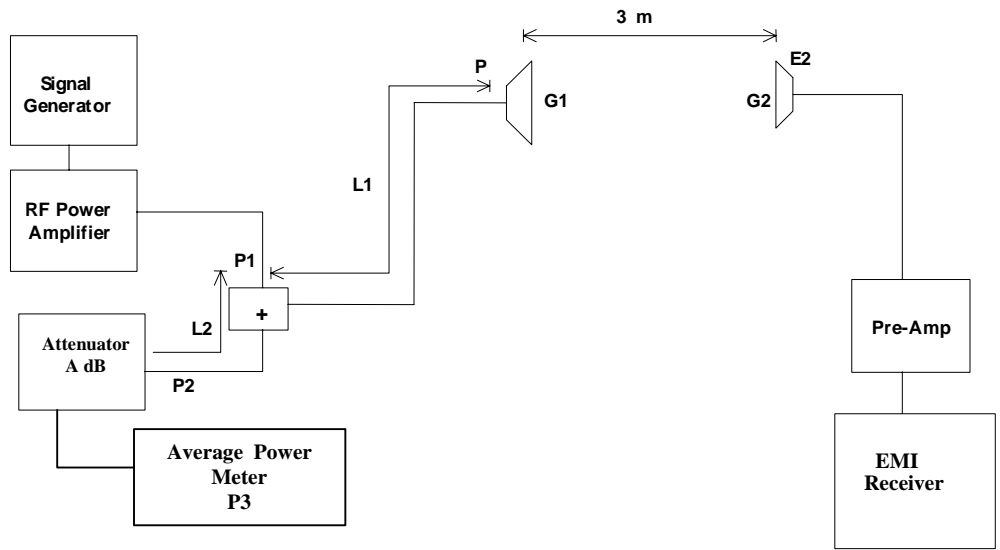 3 m
Signal
Generator
P
E2
G1
G2
L1
RF Power
Amplifier
P1
+
L2
Attenuator
A dB
P2
Pre-Amp
Average Power
Meter
P3
EMI
Receiver